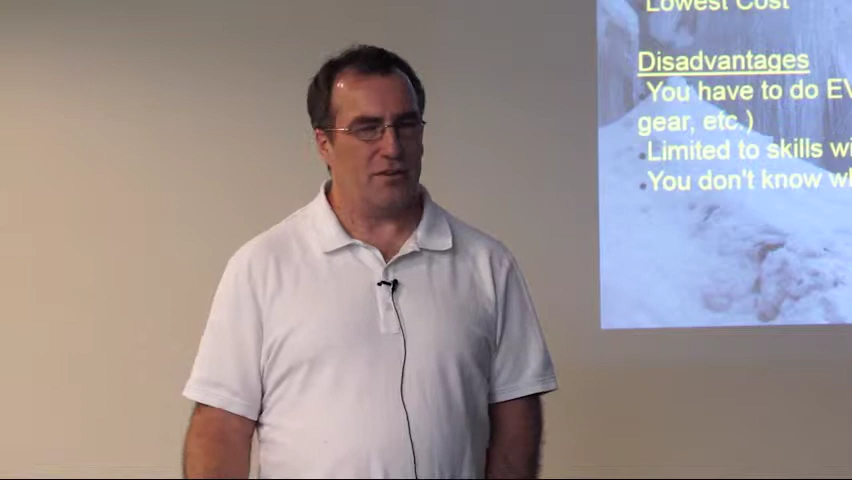 Lowest Cost
Disadvantages
You have to do EV
gear, etc.)
Limited to skills wi
You don't know wh